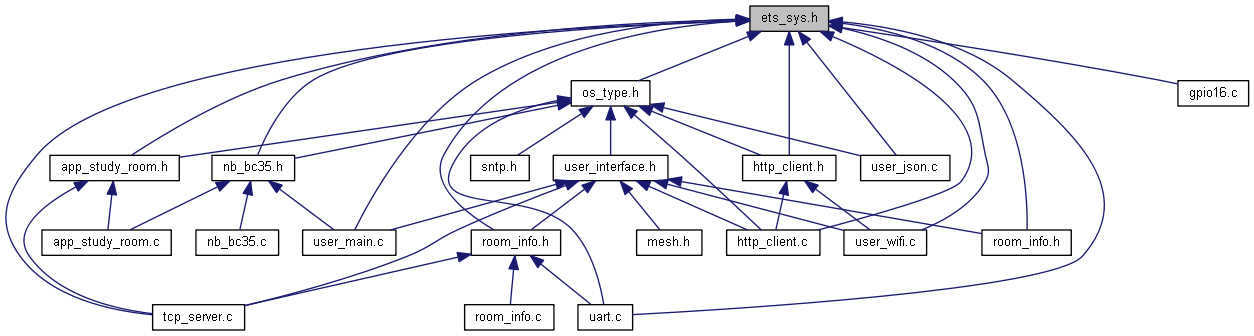 ets_sys.h
os_type.h
gpio16.c
app_study_room.h
nb_bc35.h
sntp.h
user_interface.h
http_client.h
user_json.c
app_study_room.c
nb_bc35.c
user_main.c
room_info.h
mesh.h
http_client.c
user_wifi.c
room_info.h
tcp_server.c
room_info.c
uart.c